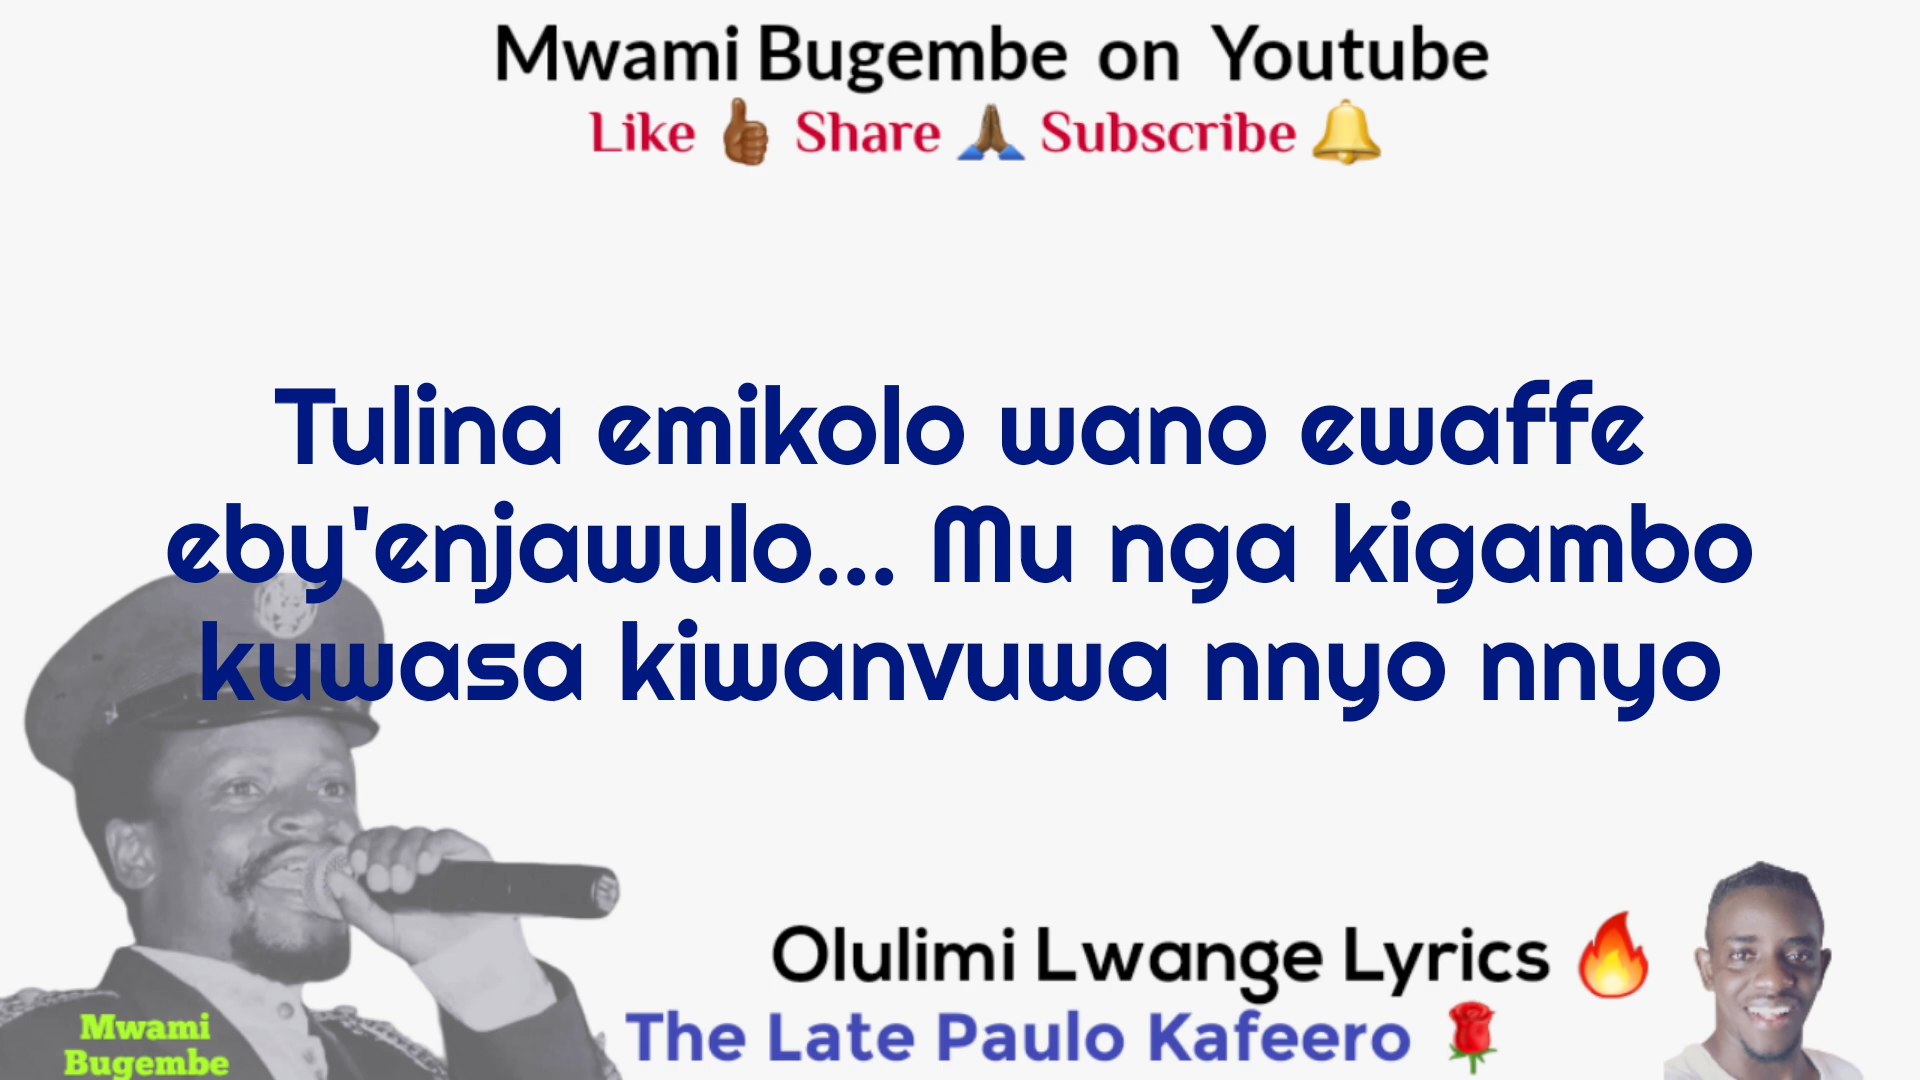 Mwami Bugembe on Youtube
Like 👍🏾 Share 🙏🏾 Subscribe 🔔
Tulina emikolo wano ewaffe
eby'enjawulo... Mu nga kigambo
kuwasa kiwanvuwa nnyo nnyo
Olulimi Lwange Lyrics 🔥
The Late Paulo Kafeero 🌹
Mwami
Bugembe